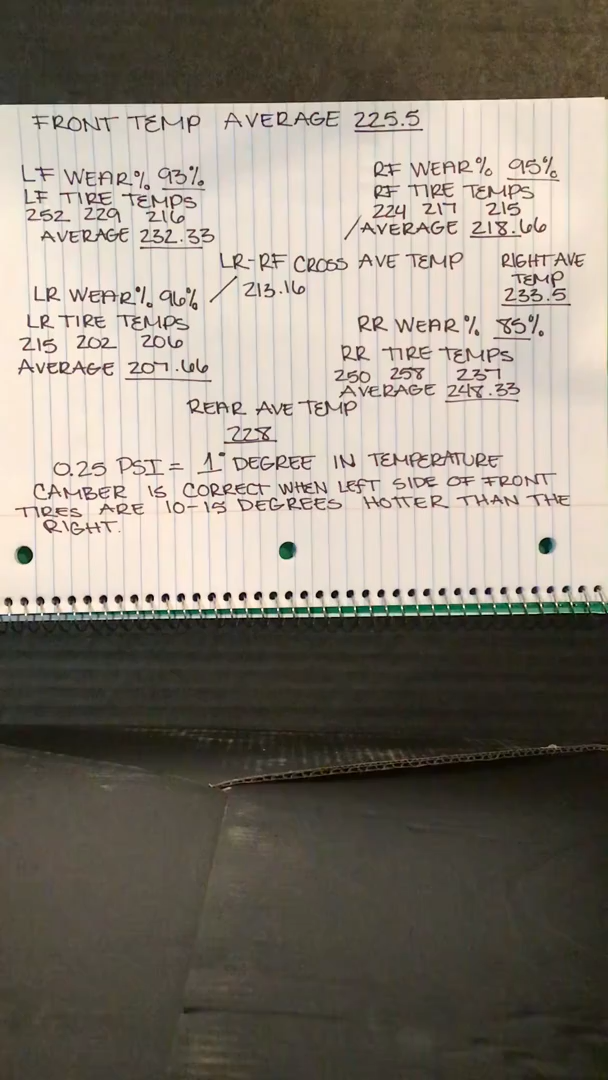 FRONT TEMP AVERAGE 225.5
LF WEAR% 93%
LF TIRE TEMPS
252 229 216
AVERAGE 232.33
RF WEAR% 95%
RF TIRE TEMPS
224 217 215
AVERAGE 218.66
LR-RF CROSS AVE TEMP
213.16
RIGHT AVE
TEMP
233.5
LR WEAR% 96%
LR TIRE TEMPS
215 202 206
AVERAGE 207.66
RR WEAR% 85%
RR TIRE TEMPS
250 258 237
AVERAGE 248.33
REAR AVE TEMP
228
0.25 PSI = 1° DEGREE IN TEMPERATURE
CAMBER IS CORRECT WHEN LEFT SIDE OF FRONT
TIRES ARE 10-15 DEGREES HOTTER THAN THE
RIGHT.